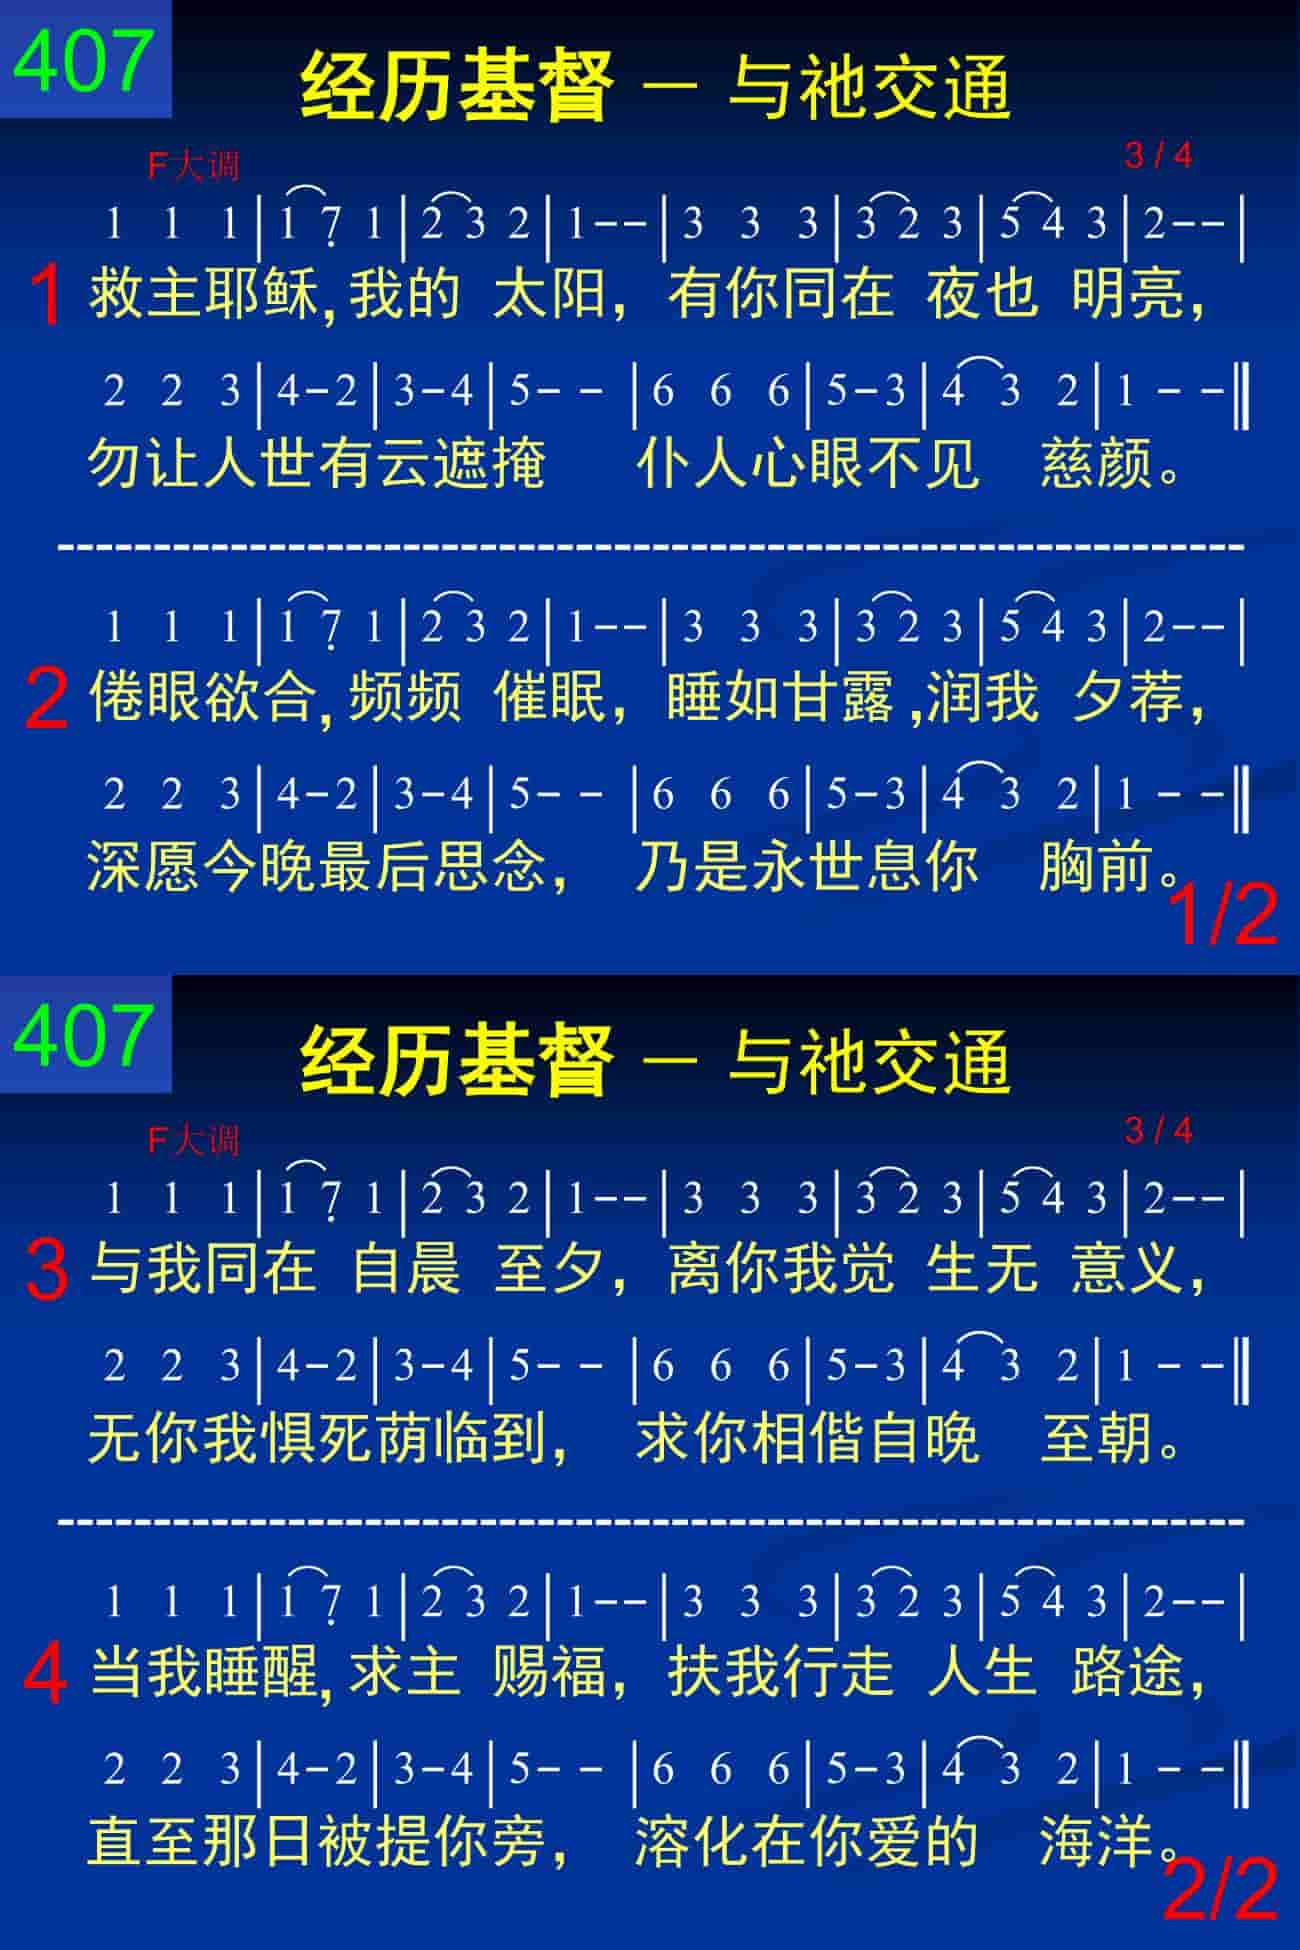 407
经历基督 — 与祂交通
F大调 3 / 4
1 1 1 | 1 7̣ 1 | 2 3 2 | 1-- | 3 3 3 | 3 2 3 | 5 4 3 | 2-- |
1 救主耶稣,我的 太阳，有你同在 夜也 明亮，
2 2 3 | 4-2 | 3-4 | 5- - | 6 6 6 | 5-3 | 4 3 2 | 1 - -‖
勿让人世有云遮掩 仆人心眼不见 慈颜。
1 1 1 | 1 7̣ 1 | 2 3 2 | 1-- | 3 3 3 | 3 2 3 | 5 4 3 | 2-- |
2 倦眼欲合,频频 催眠，睡如甘露,润我 夕荐，
2 2 3 | 4-2 | 3-4 | 5- - | 6 6 6 | 5-3 | 4 3 2 | 1 - -‖
深愿今晚最后思念， 乃是永世息你 胸前。
1/2
407
经历基督 — 与祂交通
F大调 3 / 4
1 1 1 | 1 7̣ 1 | 2 3 2 | 1-- | 3 3 3 | 3 2 3 | 5 4 3 | 2-- |
3 与我同在 自晨 至夕，离你我觉 生无 意义，
2 2 3 | 4-2 | 3-4 | 5- - | 6 6 6 | 5-3 | 4 3 2 | 1 - -‖
无你我惧死荫临到， 求你相偕自晚 至朝。
1 1 1 | 1 7̣ 1 | 2 3 2 | 1-- | 3 3 3 | 3 2 3 | 5 4 3 | 2-- |
4 当我睡醒,求主 赐福，扶我行走 人生 路途，
2 2 3 | 4-2 | 3-4 | 5- - | 6 6 6 | 5-3 | 4 3 2 | 1 - -‖
直至那日被提你旁， 溶化在你爱的 海洋。
2/2